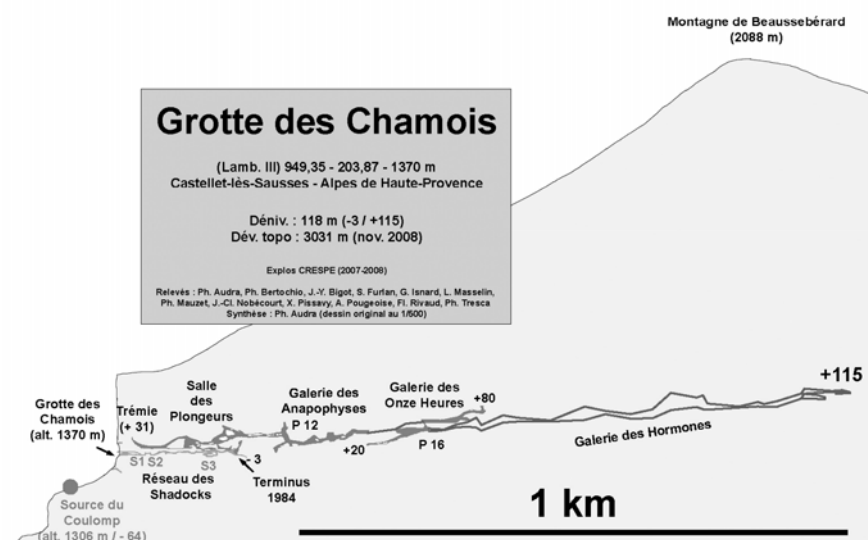 Montagne de Beaussebérard
(2088 m)
Grotte des Chamois
(Lamb. III) 949,35 - 203,87 - 1370 m
Castellet-lès-Sausses - Alpes de Haute-Provence
Déniv. : 118 m (-3 / +115)
Dév. topo : 3031 m (nov. 2008)
Explos CRESPE (2007-2008)
Relevés : Ph. Audra, Ph. Bertochio, J.-Y. Bigot, S. Furlan, G. Isnard, L. Masselin,
Ph. Mauzet, J.-Cl. Nobécourt, X. Pissavy, A. Pougeoise, Fl. Rivaud, Ph. Tresca
Synthèse : Ph. Audra (dessin original au 1/500)
Grotte des
Chamois
(alt. 1370 m)
Trémie
(+ 31)
Salle
des
Plongeurs
Galerie des
Anapophyses
P 12
Galerie des
Onze Heures
+80
+115
S1 S2
S3
- 3
+20
P 16
Galerie des Hormones
Réseau des
Shadocks
Terminus
1984
Source du
Coulomp
(alt. 1306 m / - 64)
1 km